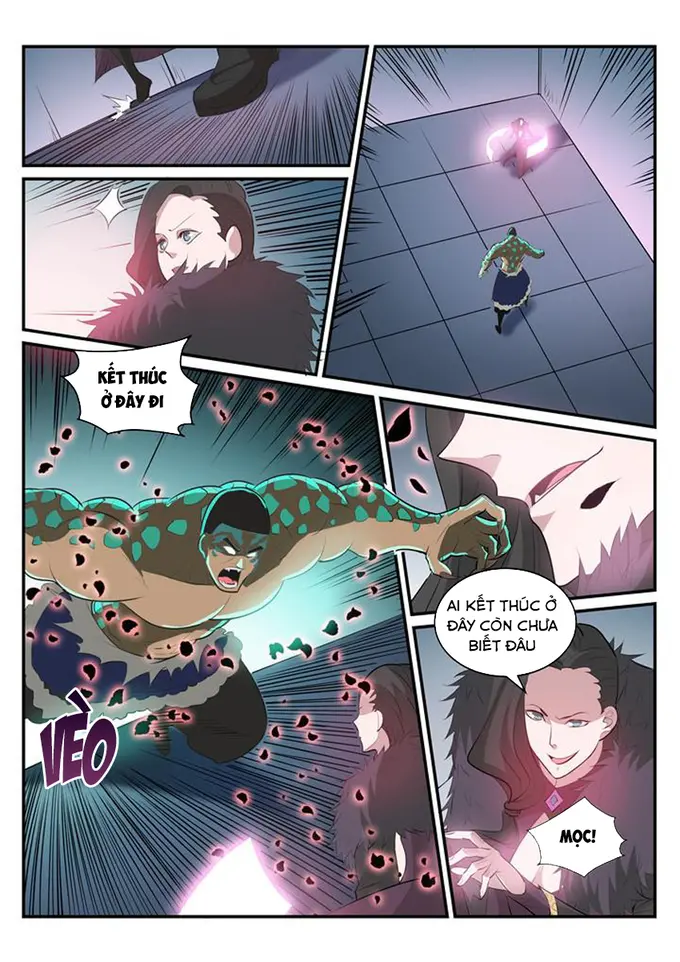 KẾT THÚC
Ở ĐÂY ĐI
AI KẾT THÚC Ở
ĐÂY CÒN CHƯA
BIẾT ĐÂU
VÈO
MỌC!